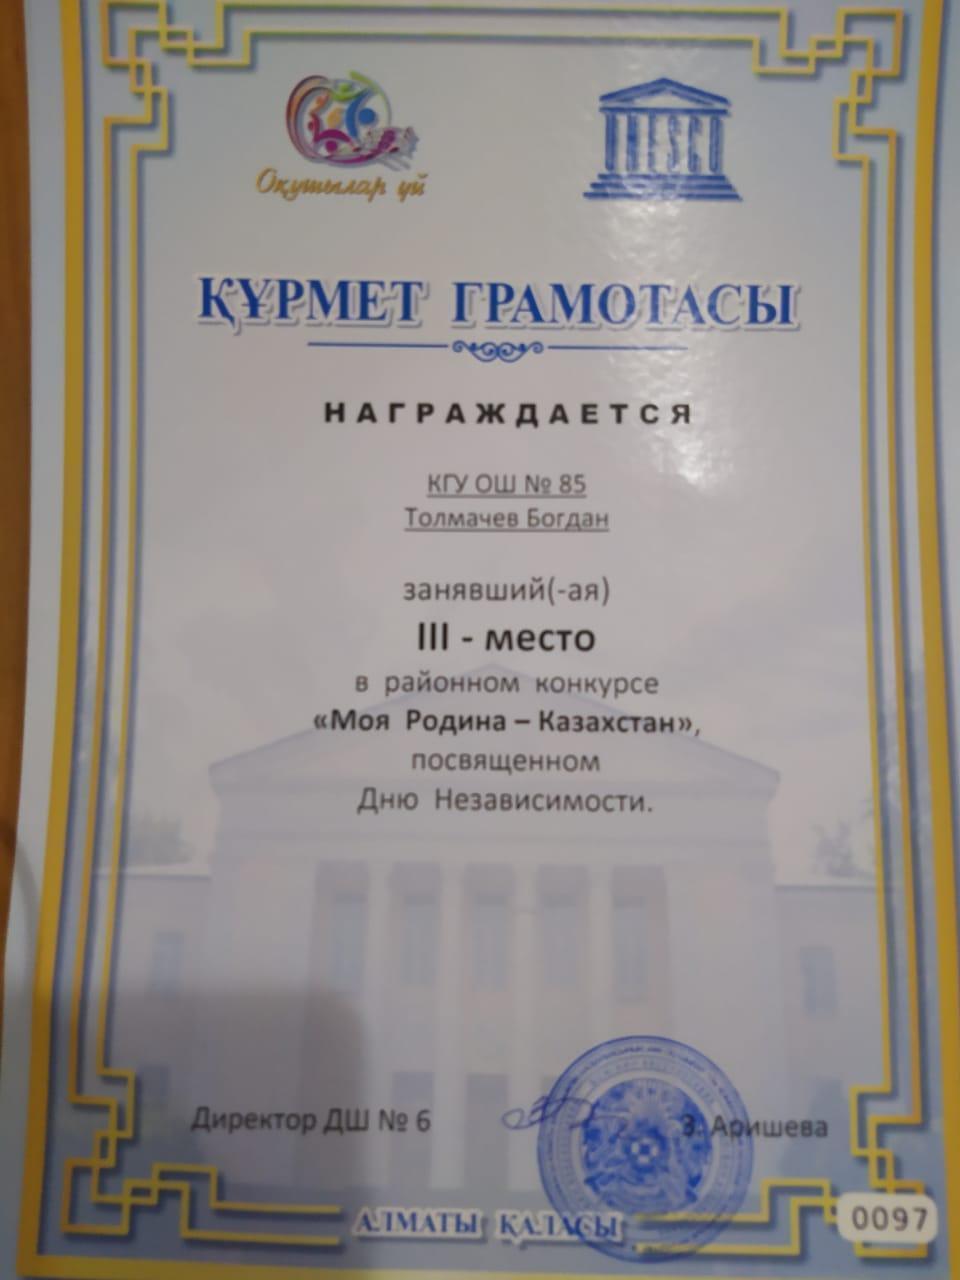 Оқушылар үй
UNESCO
ҚҰРМЕТ ГРАМОТАСЫ
НАГРАЖДАЕТСЯ
КГУ ОШ № 85
Толмачев Богдан
занявший(-ая)
III - место
в районном конкурсе
«Моя Родина – Казахстан»,
посвященном
Дню Независимости.
Директор ДШ № 6
З. Аришева
АЛМАТЫ ҚАЛАСЫ
0097